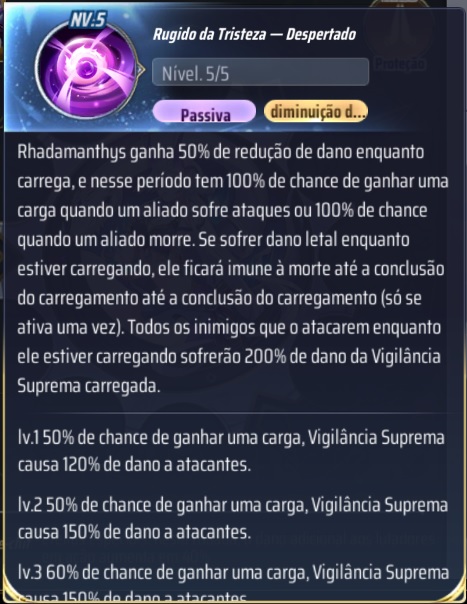 NV.5
Rugido da Tristeza — Despertado
Nível. 5/5
Proteção
Passiva
diminuição d...
Rhadamanthys ganha 50% de redução de dano enquanto
carrega, e nesse período tem 100% de chance de ganhar uma
carga quando um aliado sofre ataques ou 100% de chance
quando um aliado morre. Se sofrer dano letal enquanto
estiver carregando, ele ficará imune à morte até a conclusão
do carregamento até a conclusão do carregamento (só se
ativa uma vez). Todos os inimigos que o atacarem enquanto
ele estiver carregando sofrerão 200% de dano da Vigilância
Suprema carregada.
lv.1 50% de chance de ganhar uma carga, Vigilância Suprema
causa 120% de dano a atacantes.
lv.2 50% de chance de ganhar uma carga, Vigilância Suprema
causa 150% de dano a atacantes.
lv.3 60% de chance de ganhar uma carga, Vigilância Suprema
causa 150% de dano a atacantes.